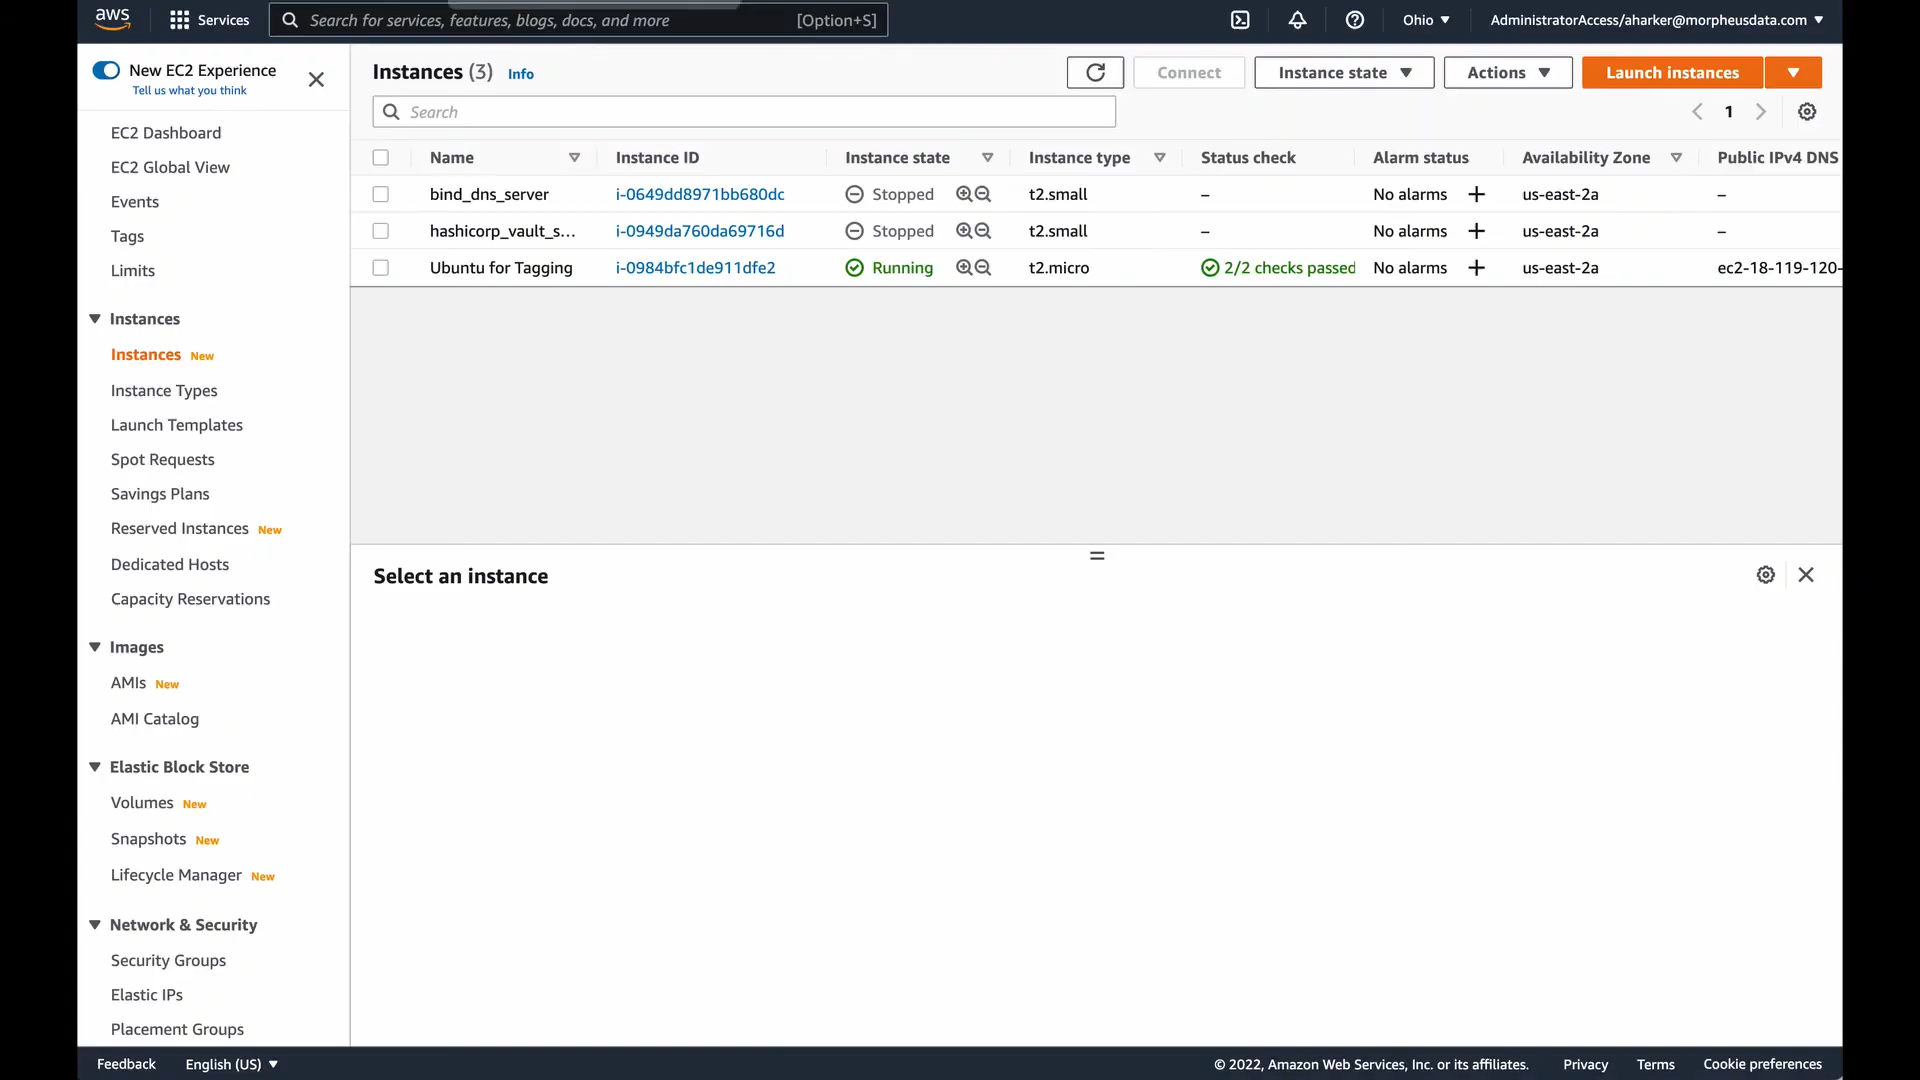 aws
Services
Search for services, features, blogs, docs, and more [Option+S]
Ohio
AdministratorAccess/aharker@morpheusdata.com
New EC2 Experience
Tell us what you think
EC2 Dashboard
EC2 Global View
Events
Tags
Limits
Instances
Instances New
Instance Types
Launch Templates
Spot Requests
Savings Plans
Reserved Instances New
Dedicated Hosts
Capacity Reservations
Images
AMIs New
AMI Catalog
Elastic Block Store
Volumes New
Snapshots New
Lifecycle Manager New
Network & Security
Security Groups
Elastic IPs
Placement Groups
Instances (3) Info
Connect
Instance state
Actions
Launch instances
Search
1
Name Instance ID Instance state Instance type Status check Alarm status Availability Zone Public IPv4 DNS
bind_dns_server i-0649dd8971bb680dc Stopped t2.small – No alarms + us-east-2a –
hashicorp_vault_s... i-0949da760da69716d Stopped t2.small – No alarms + us-east-2a –
Ubuntu for Tagging i-0984bfc1de911dfe2 Running t2.micro 2/2 checks passed No alarms + us-east-2a ec2-18-119-120-
Select an instance
Feedback English (US)
© 2022, Amazon Web Services, Inc. or its affiliates. Privacy Terms Cookie preferences